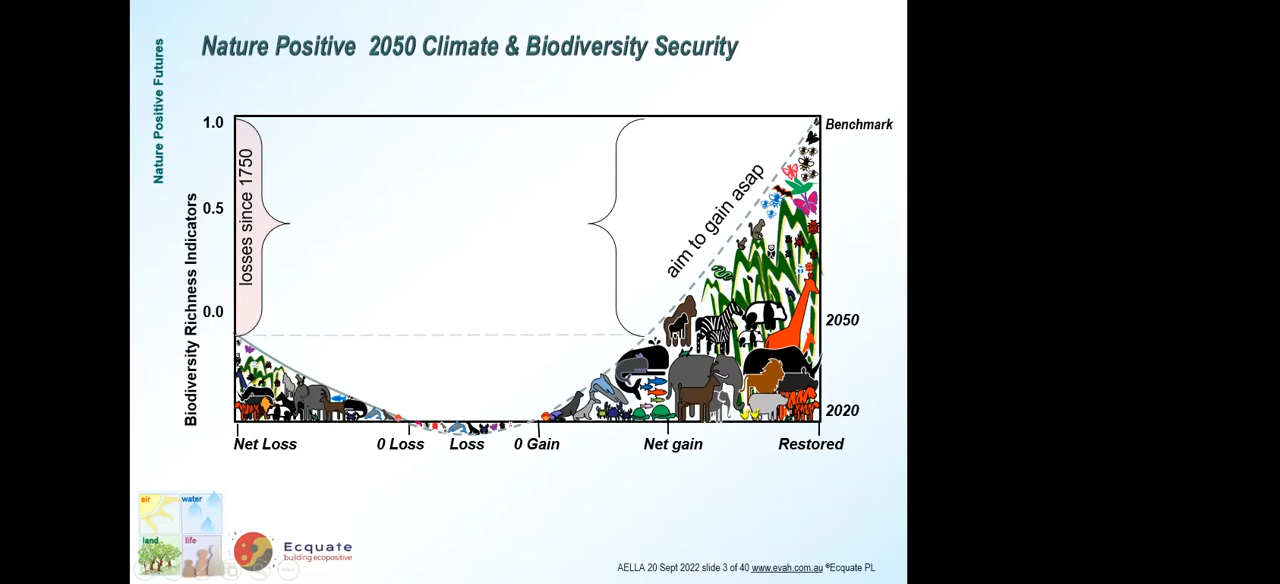 Nature Positive 2050 Climate & Biodiversity Security
Nature Positive Futures
Biodiversity Richness Indicators
1.0
0.5
0.0
losses since 1750
aim to gain asap
Benchmark
2050
2020
Net Loss
0 Loss
Loss
0 Gain
Net gain
Restored
air
water
land
life
Ecquate
building ecopositive
AELLA 20 Sept 2022 slide 3 of 40 www.evah.com.au ®Ecquate PL